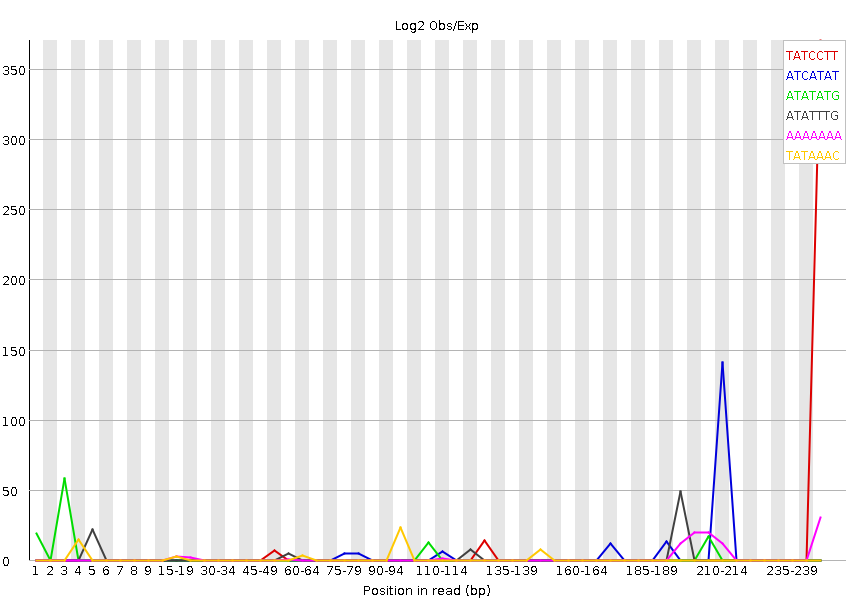 Log2 Obs/Exp
350
300
250
200
150
100
50
0
TATCCTT
ATCATAT
ATATATG
ATATTTG
AAAAAAA
TATAAAC
1 2 3 4 5 6 7 8 9 15-19 30-34 45-49 60-64 75-79 90-94 110-114 135-139 160-164 185-189 210-214 235-239
Position in read (bp)